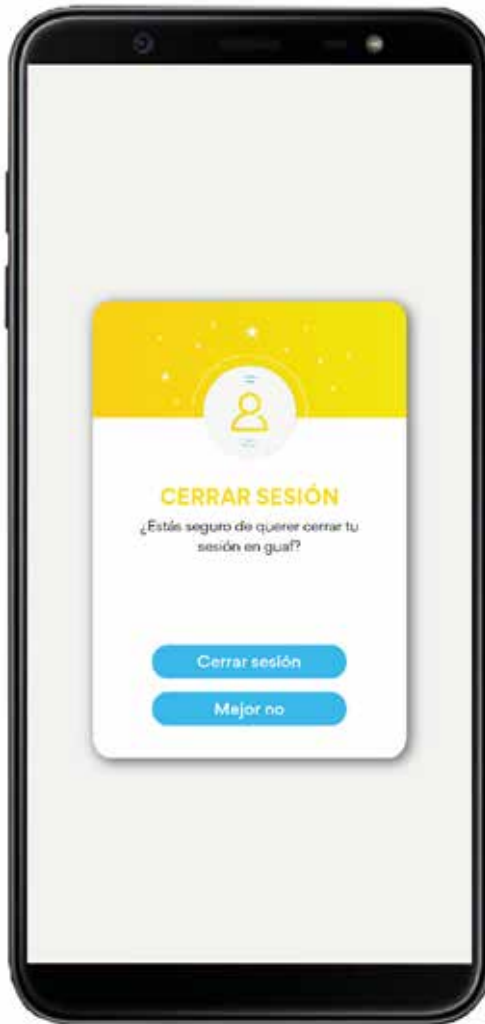 CERRAR SESIÓN
¿Estás seguro de querer cerrar tu
sesión en guaf?
Cerrar sesión
Mejor no